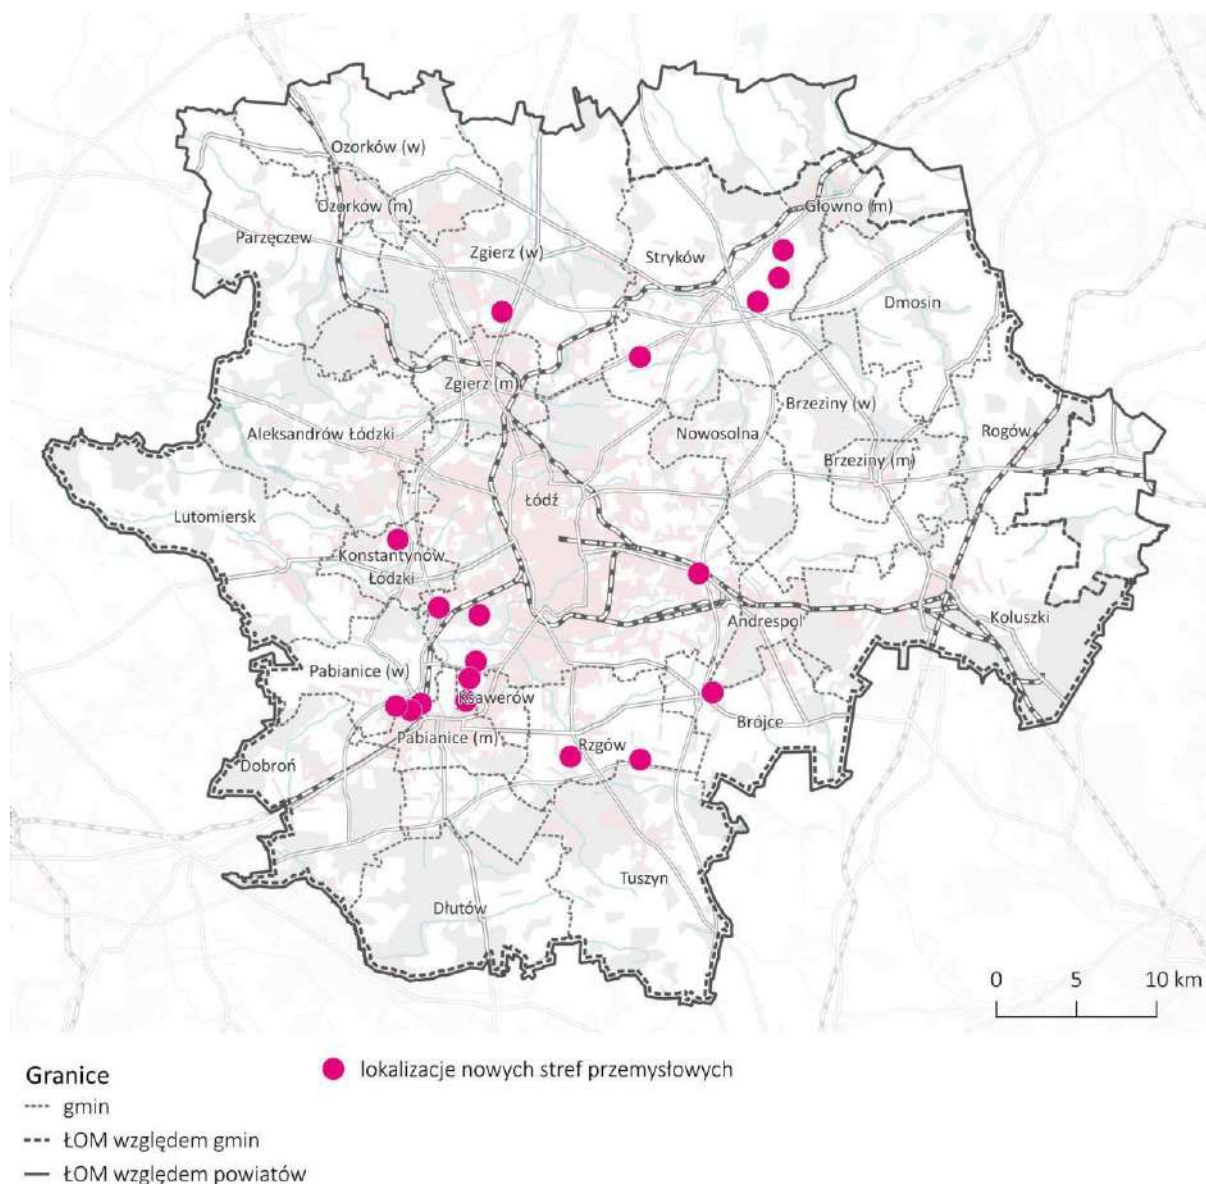 Ozorków (w)
Ozorków (m)
Głowno (m)
Parzęczew
Zgierz (w)
Stryków
Dmosin
Zgierz (m)
Brzeziny (w)
Aleksandrów Łódzki
Nowosolna
Rogów
Brzeziny (m)
Łódź
Lutomiersk
Konstantynów
Łódzki
Andrespol
Koluszki
Pabianice (w)
Ksawerów
Brójce
Pabianice (m)
Rzgów
Dobroń
Tuszyn
Dłutów
0 5 10 km
Granice
lokalizacje nowych stref przemysłowych
gmin
ŁOM względem gmin
ŁOM względem powiatów